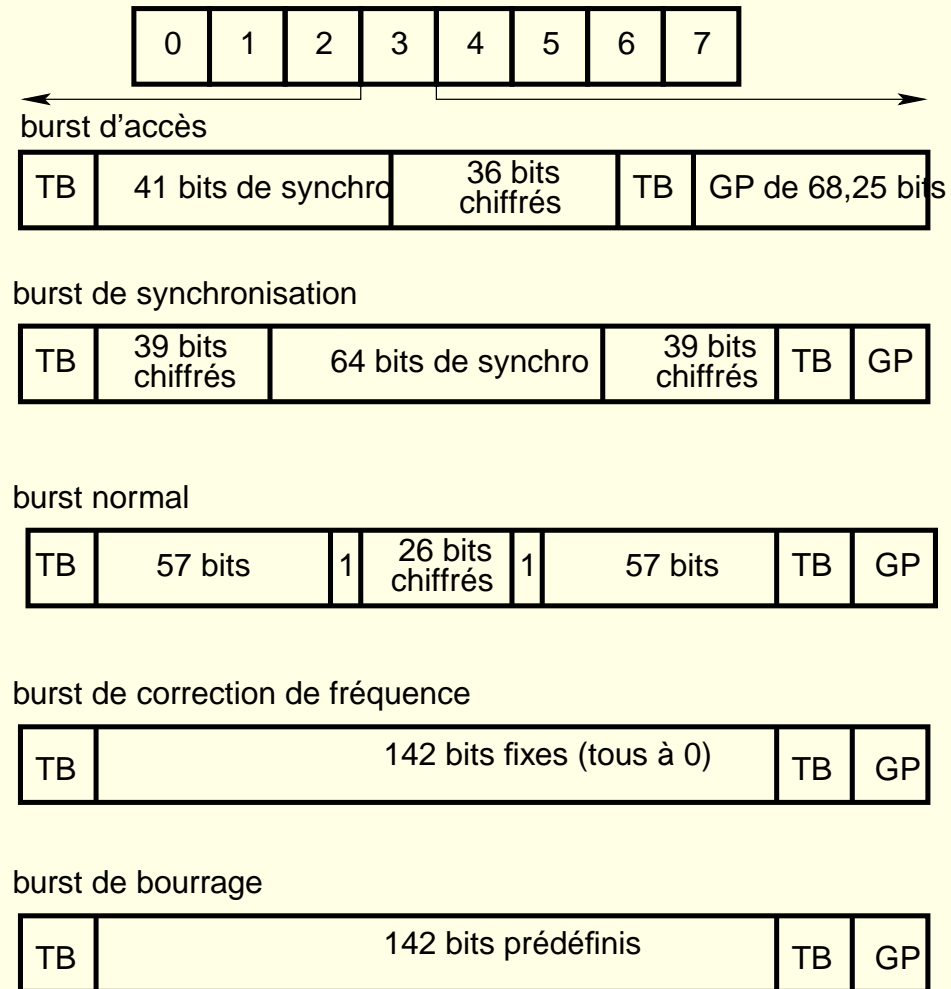 0 1 2 3 4 5 6 7
burst d'accès
TB 41 bits de synchro 36 bits chiffrés TB GP de 68,25 bits
burst de synchronisation
TB 39 bits chiffrés 64 bits de synchro 39 bits chiffrés TB GP
burst normal
TB 57 bits 1 26 bits chiffrés 1 57 bits TB GP
burst de correction de fréquence
TB 142 bits fixes (tous à 0) TB GP
burst de bourrage
TB 142 bits prédéfinis TB GP